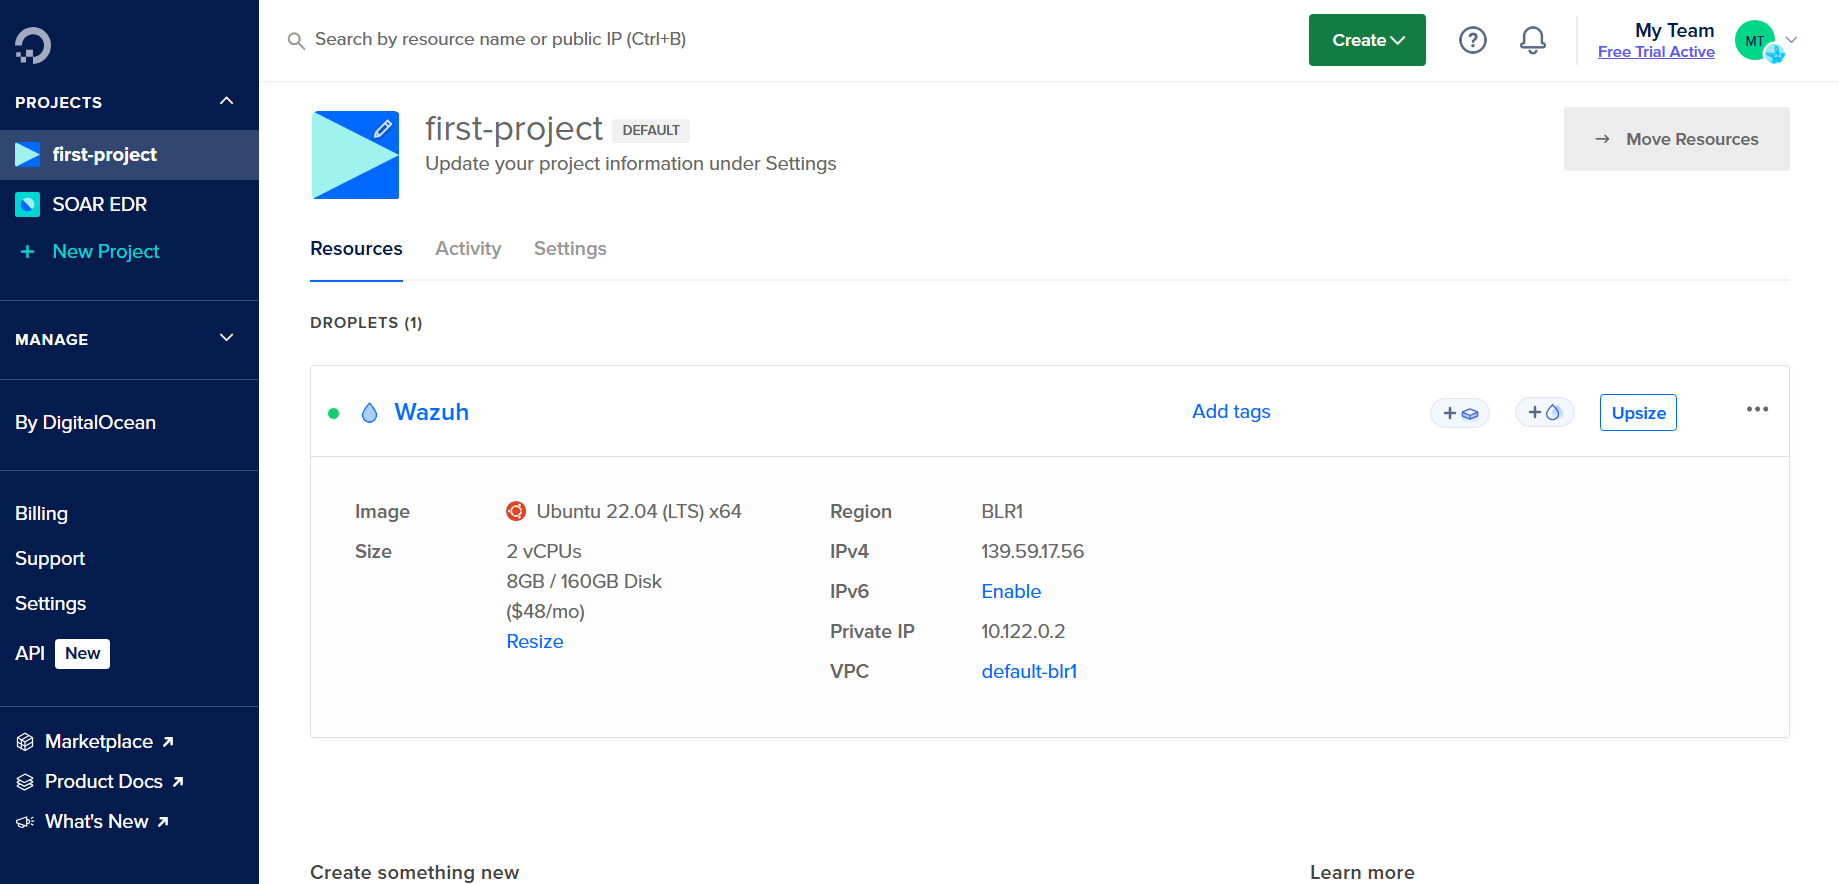 PROJECTS
first-project
SOAR EDR
+ New Project
MANAGE
By DigitalOcean
Billing
Support
Settings
API New
Marketplace
Product Docs
What's New
Search by resource name or public IP (Ctrl+B)
Create
My Team
Free Trial Active
MT
first-project DEFAULT
Update your project information under Settings
→ Move Resources
Resources Activity Settings
DROPLETS (1)
Wazuh Add tags + + Upsize
Image Ubuntu 22.04 (LTS) x64
Size 2 vCPUs
8GB / 160GB Disk
($48/mo)
Resize
Region BLR1
IPv4 139.59.17.56
IPv6 Enable
Private IP 10.122.0.2
VPC default-blr1
Create something new
Learn more